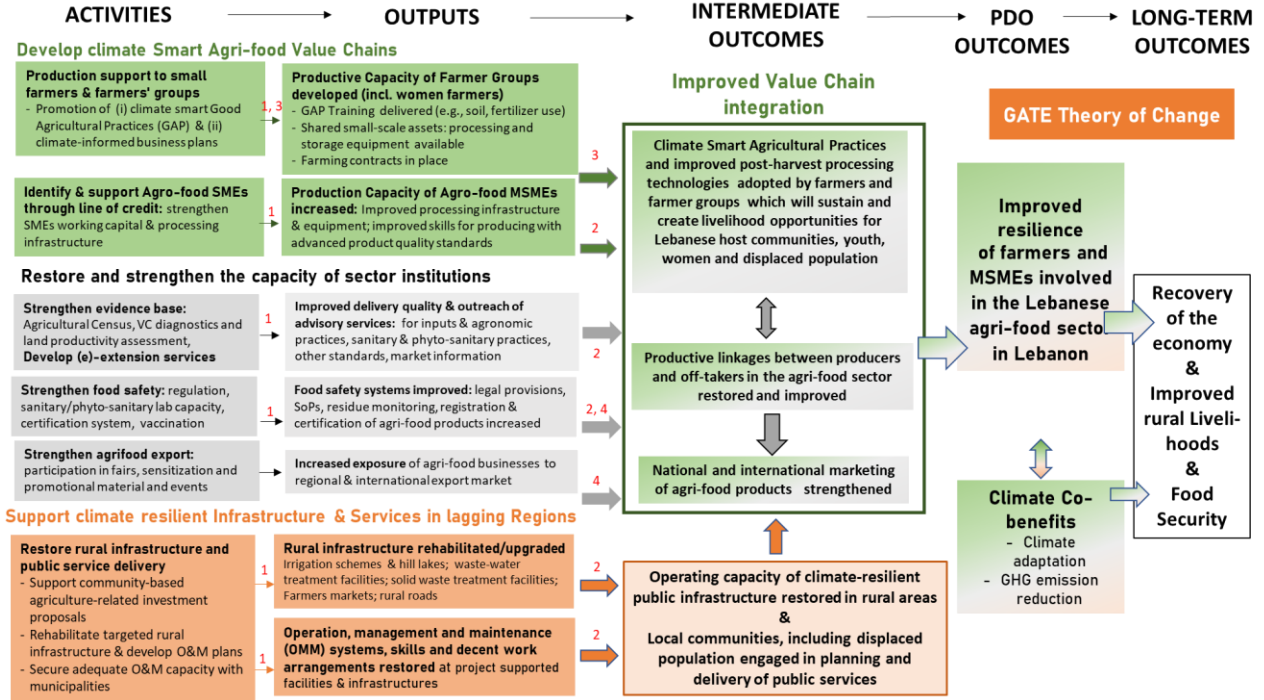 ACTIVITIES
OUTPUTS
INTERMEDIATE
OUTCOMES
PDO
OUTCOMES
LONG-TERM
OUTCOMES
Develop climate Smart Agri-food Value Chains
Production support to small
farmers & farmers' groups
- Promotion of (i) climate smart Good
Agricultural Practices (GAP) & (ii)
climate-informed business plans
1, 3
Productive Capacity of Farmer Groups
developed (incl. women farmers)
- GAP Training delivered (e.g., soil, fertilizer use)
- Shared small-scale assets: processing and
storage equipment available
- Farming contracts in place
3
Identify & support Agro-food SMEs
through line of credit: strengthen
SMEs working capital & processing
infrastructure
1
Production Capacity of Agro-food MSMEs
increased: Improved processing infrastructure
& equipment; improved skills for producing with
advanced product quality standards
2
Restore and strengthen the capacity of sector institutions
Strengthen evidence base:
Agricultural Census, VC diagnostics and
land productivity assessment,
Develop (e)-extension services
1
Improved delivery quality & outreach of
advisory services: for inputs & agronomic
practices, sanitary & phyto-sanitary practices,
other standards, market information
2
Strengthen food safety: regulation,
sanitary/phyto-sanitary lab capacity,
certification system, vaccination
1
Food safety systems improved: legal provisions,
SoPs, residue monitoring, registration &
certification of agri-food products increased
2, 4
Strengthen agrifood export:
participation in fairs, sensitization and
promotional material and events
Increased exposure of agri-food businesses to
regional & international export market
4
Support climate resilient Infrastructure & Services in lagging Regions
Restore rural infrastructure and
public service delivery
- Support community-based
agriculture-related investment
proposals
- Rehabilitate targeted rural
infrastructure & develop O&M plans
- Secure adequate O&M capacity with
municipalities
1
1
Rural infrastructure rehabilitated/upgraded
Irrigation schemes & hill lakes; waste-water
treatment facilities; solid waste treatment facilities;
Farmers markets; rural roads
2
Operation, management and maintenance
(OMM) systems, skills and decent work
arrangements restored at project supported
facilities & infrastructures
2
Improved Value Chain
integration
Climate Smart Agricultural Practices
and improved post-harvest processing
technologies adopted by farmers and
farmer groups which will sustain and
create livelihood opportunities for
Lebanese host communities, youth,
women and displaced population
Productive linkages between producers
and off-takers in the agri-food sector
restored and improved
National and international marketing
of agri-food products strengthened
Operating capacity of climate-resilient
public infrastructure restored in rural areas
&
Local communities, including displaced
population engaged in planning and
delivery of public services
GATE Theory of Change
Improved
resilience
of farmers and
MSMEs involved
in the Lebanese
agri-food sector
in Lebanon
Climate Co-
benefits
- Climate
adaptation
- GHG emission
reduction
Recovery
of the
economy
&
Improved
rural Liveli-
hoods
&
Food
Security